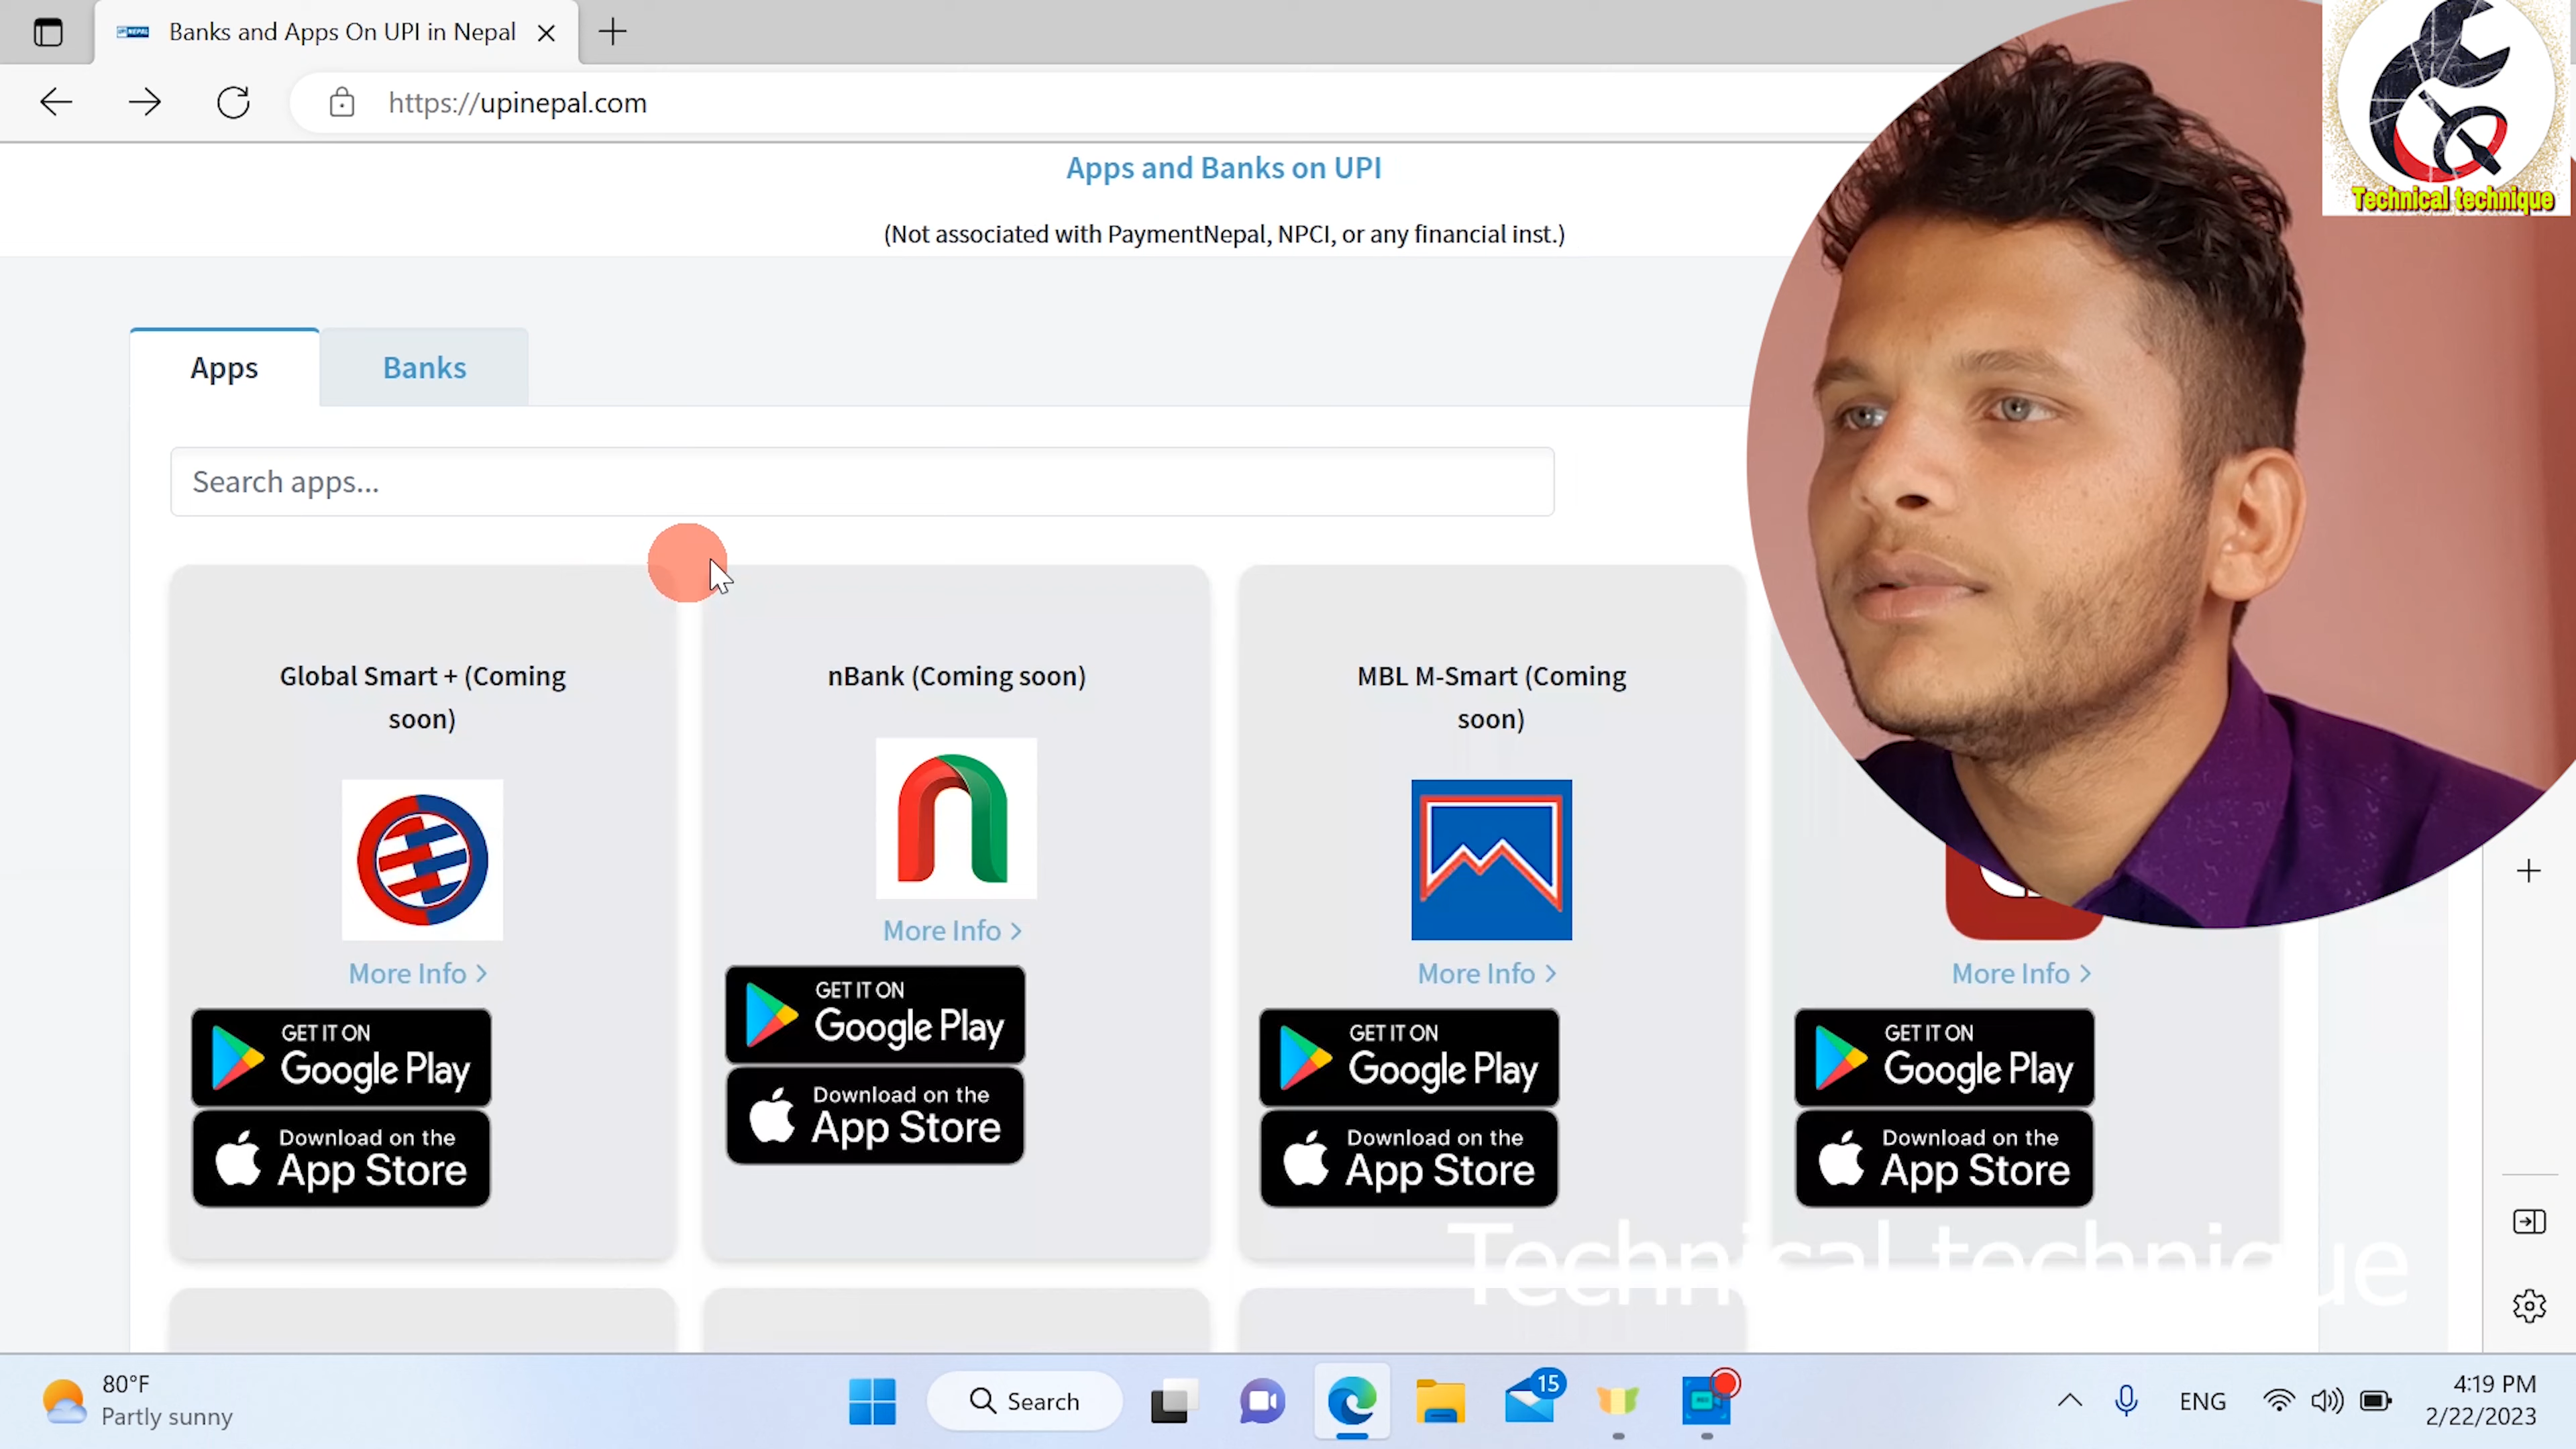 Banks and Apps On UPI in Nepal
https://upinepal.com
Technical technique
Apps and Banks on UPI
(Not associated with PaymentNepal, NPCI, or any financial inst.)
Apps
Banks
Search apps...
Global Smart + (Coming
soon)
More Info >
GET IT ON
Google Play
Download on the
App Store
nBank (Coming soon)
More Info >
GET IT ON
Google Play
Download on the
App Store
MBL M-Smart (Coming
soon)
More Info >
GET IT ON
Google Play
Download on the
App Store
More Info >
GET IT ON
Google Play
Download on the
App Store
Technical technique
80°F
Partly sunny
Search
15
ENG
4:19 PM
2/22/2023